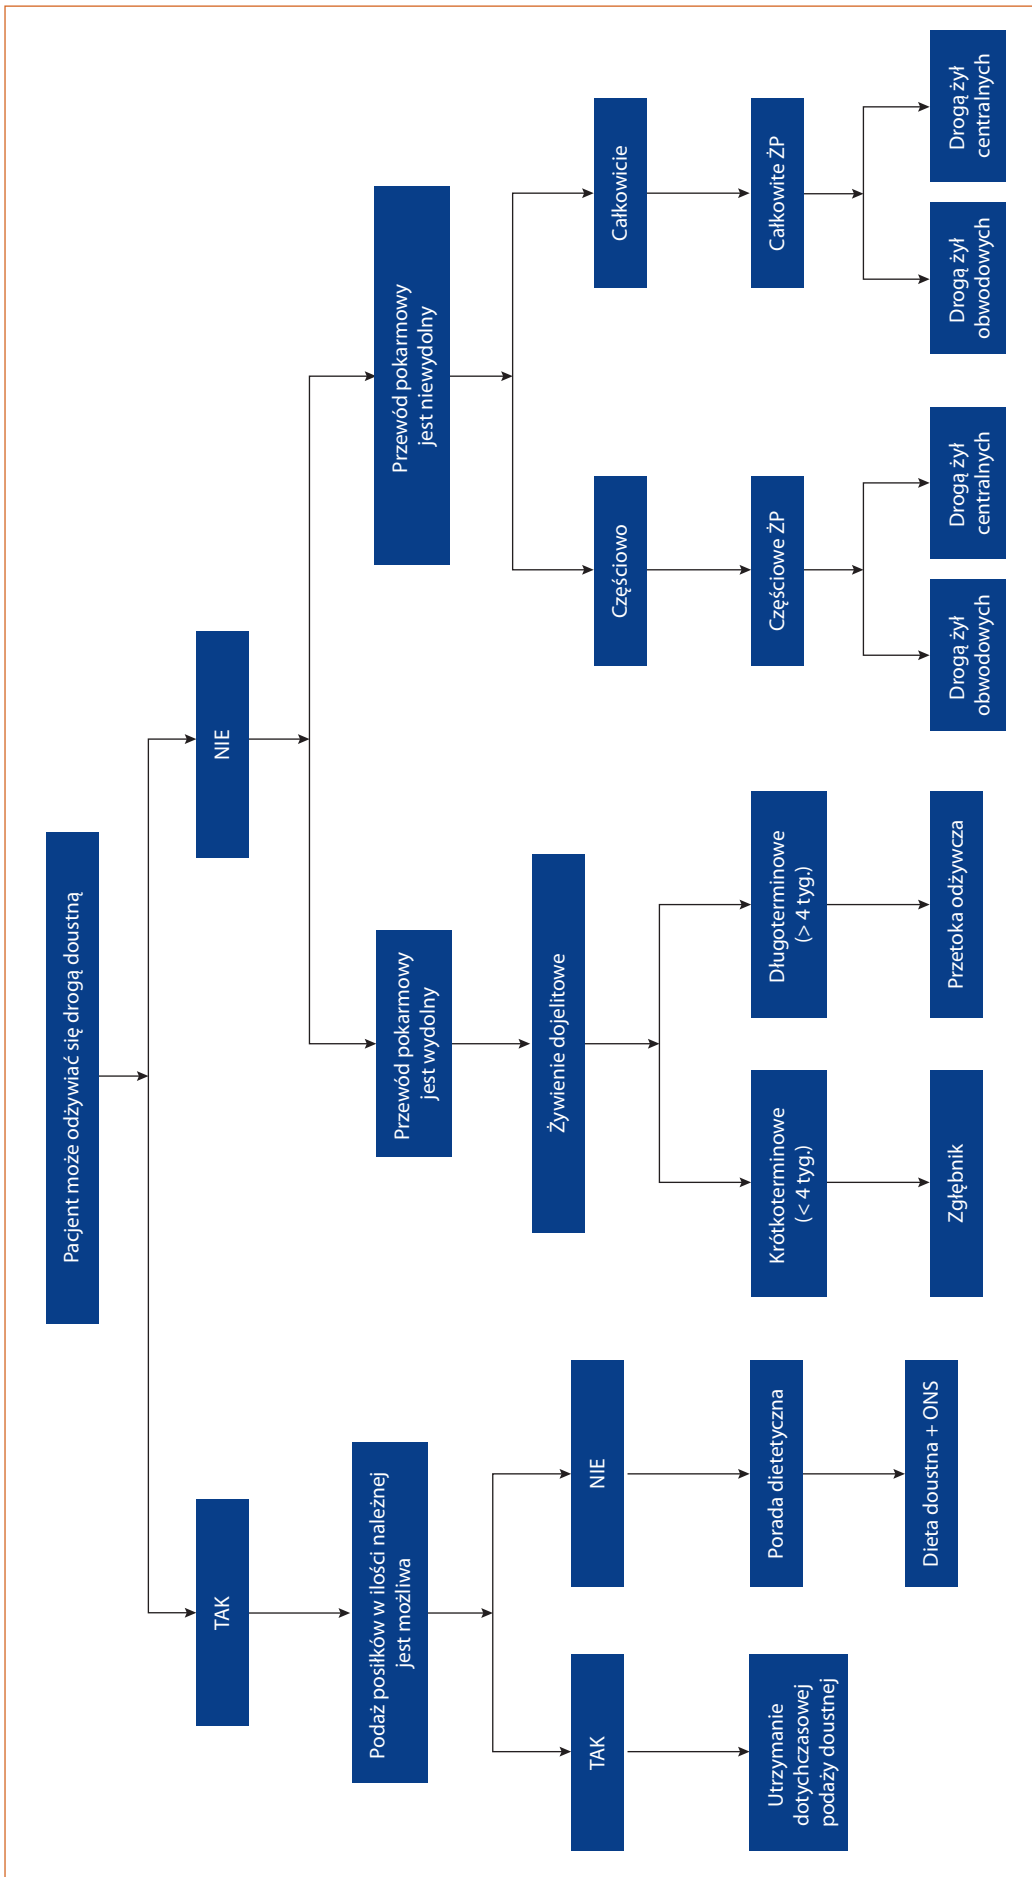 Pacjent może odżywiać się drogą doustną
TAK
NIE
Podaż posiłków w ilości należnej
jest możliwa
Przewód pokarmowy
jest wydolny
Przewód pokarmowy
jest niewydolny
TAK
NIE
Żywienie dojelitowe
Częściowo
Całkowicie
Utrzymanie
dotychczasowej
podaży doustnej
Porada dietetyczna
Krótkoterminowe
(< 4 tyg.)
Długoterminowe
(> 4 tyg.)
Częściowe ŻP
Całkowite ŻP
Dieta doustna + ONS
Zgłębnik
Przetoka odżywcza
Drogą żył
obwodowych
Drogą żył
centralnych
Drogą żył
obwodowych
Drogą żył
centralnych